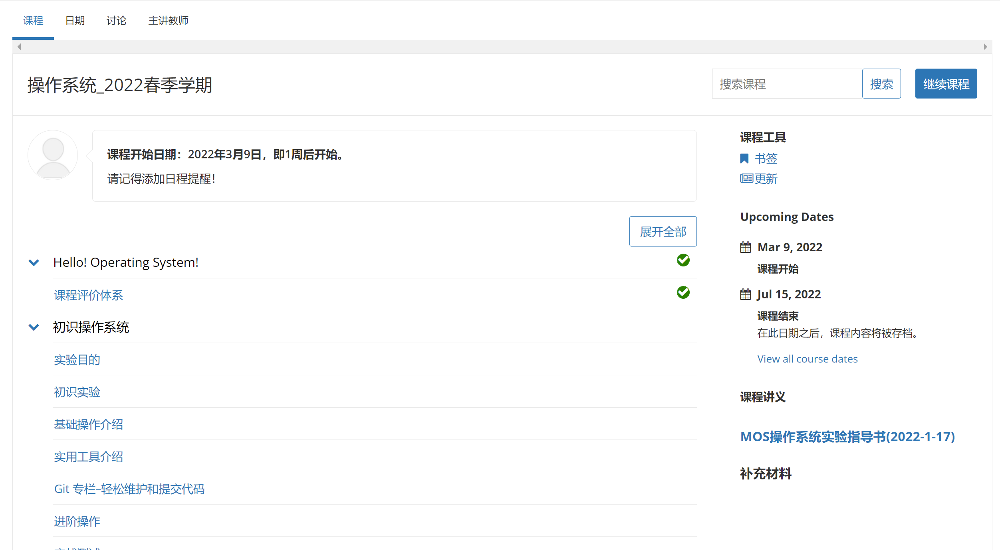 课程 日期 讨论 主讲教师
操作系统_2022春季学期
搜索课程 搜索 继续课程
课程开始日期：2022年3月9日，即1周后开始。
请记得添加日程提醒！
展开全部
Hello! Operating System!
课程评价体系
初识操作系统
实验目的
初识实验
基础操作介绍
实用工具介绍
Git 专栏–轻松维护和提交代码
进阶操作
课程工具
书签
更新
Upcoming Dates
Mar 9, 2022
课程开始
Jul 15, 2022
课程结束
在此日期之后，课程内容将被存档。
View all course dates
课程讲义
MOS操作系统实验指导书(2022-1-17)
补充材料